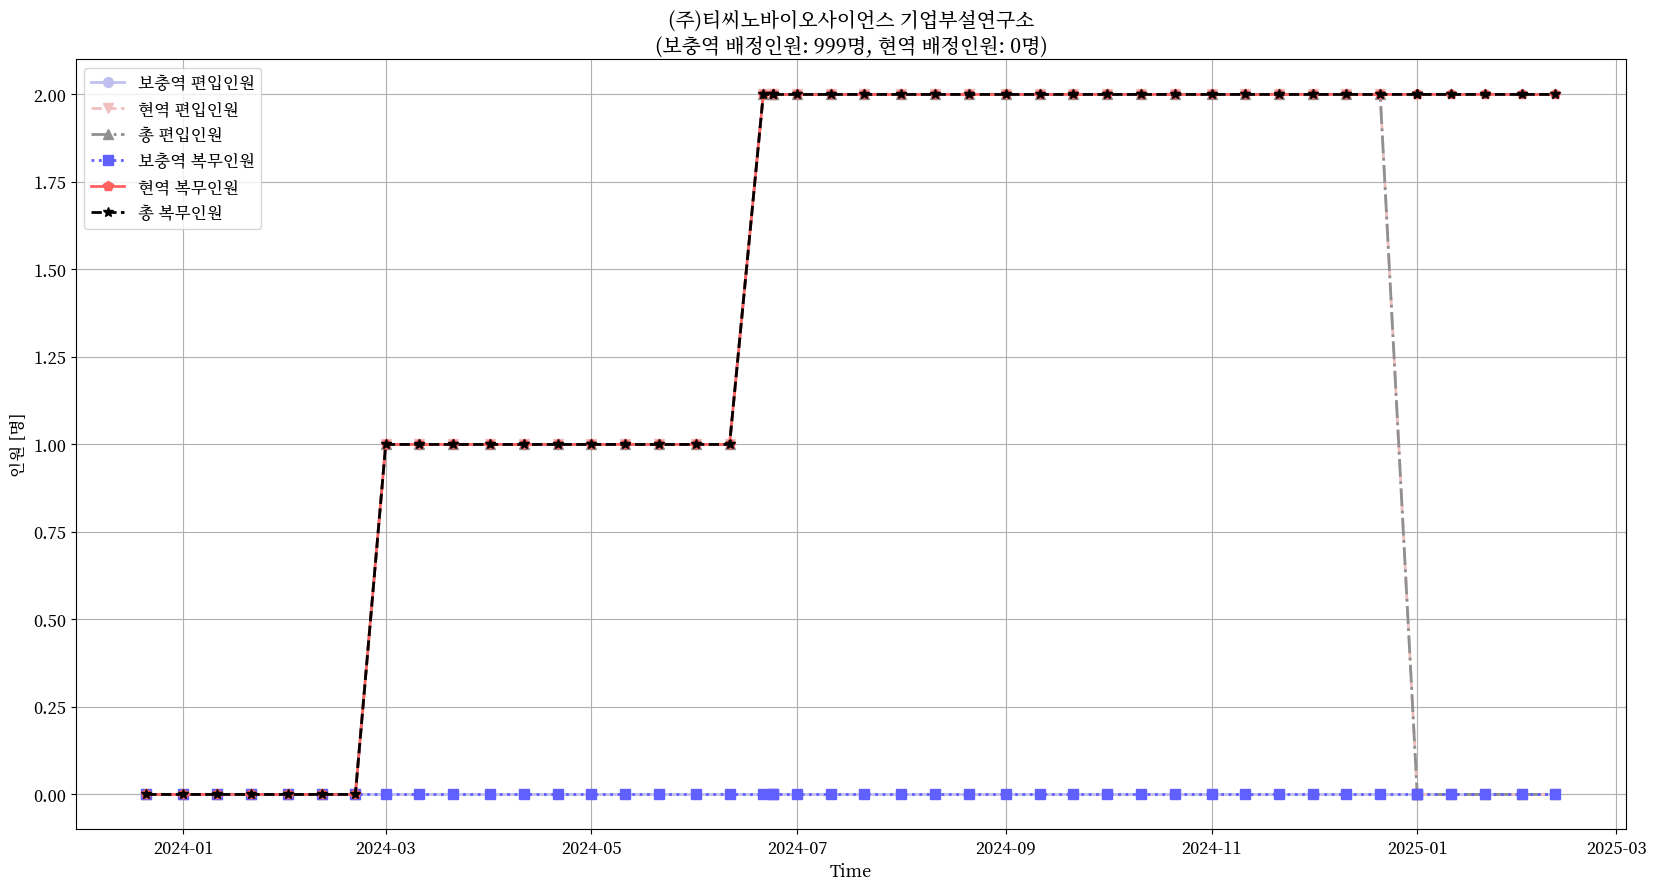 (주)티씨노바이오사이언스 기업부설연구소
(보충역 배정인원: 999명, 현역 배정인원: 0명)
보충역 편입인원
현역 편입인원
총 편입인원
보충역 복무인원
현역 복무인원
총 복무인원
2.00
1.75
1.50
1.25
1.00
0.75
0.50
0.25
0.00
인원 [명]
2024-01
2024-03
2024-05
2024-07
2024-09
2024-11
2025-01
2025-03
Time